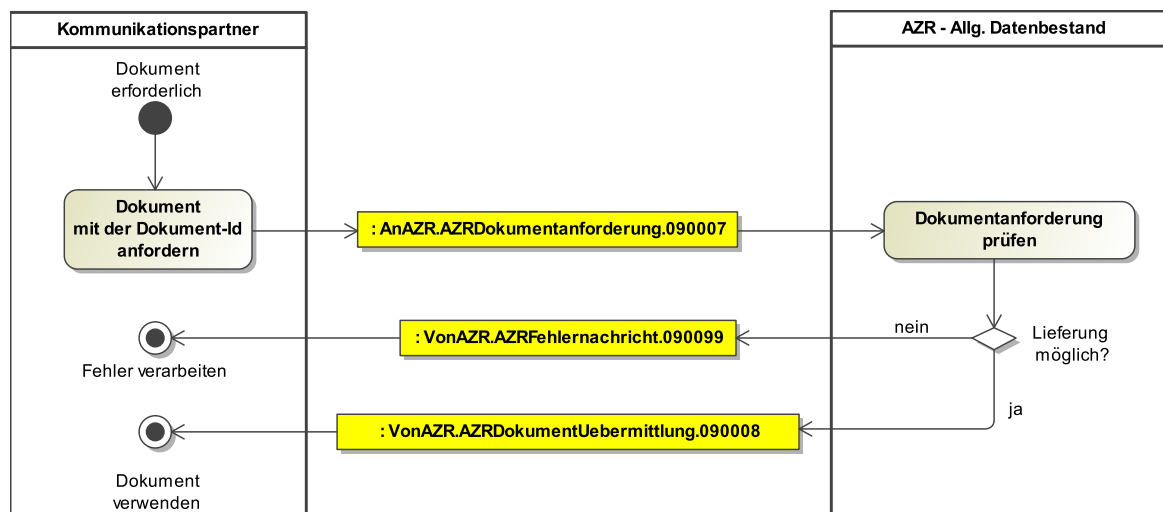 Kommunikationspartner
AZR - Allg. Datenbestand
Dokument
erforderlich
Dokument
mit der Dokument-Id
anfordern
: AnAZR.AZRDokumentanforderung.090007
Dokumentanforderung
prüfen
: VonAZR.AZRFehlernachricht.090099
nein
Lieferung
möglich?
Fehler verarbeiten
ja
: VonAZR.AZRDokumentUebermittlung.090008
Dokument
verwenden